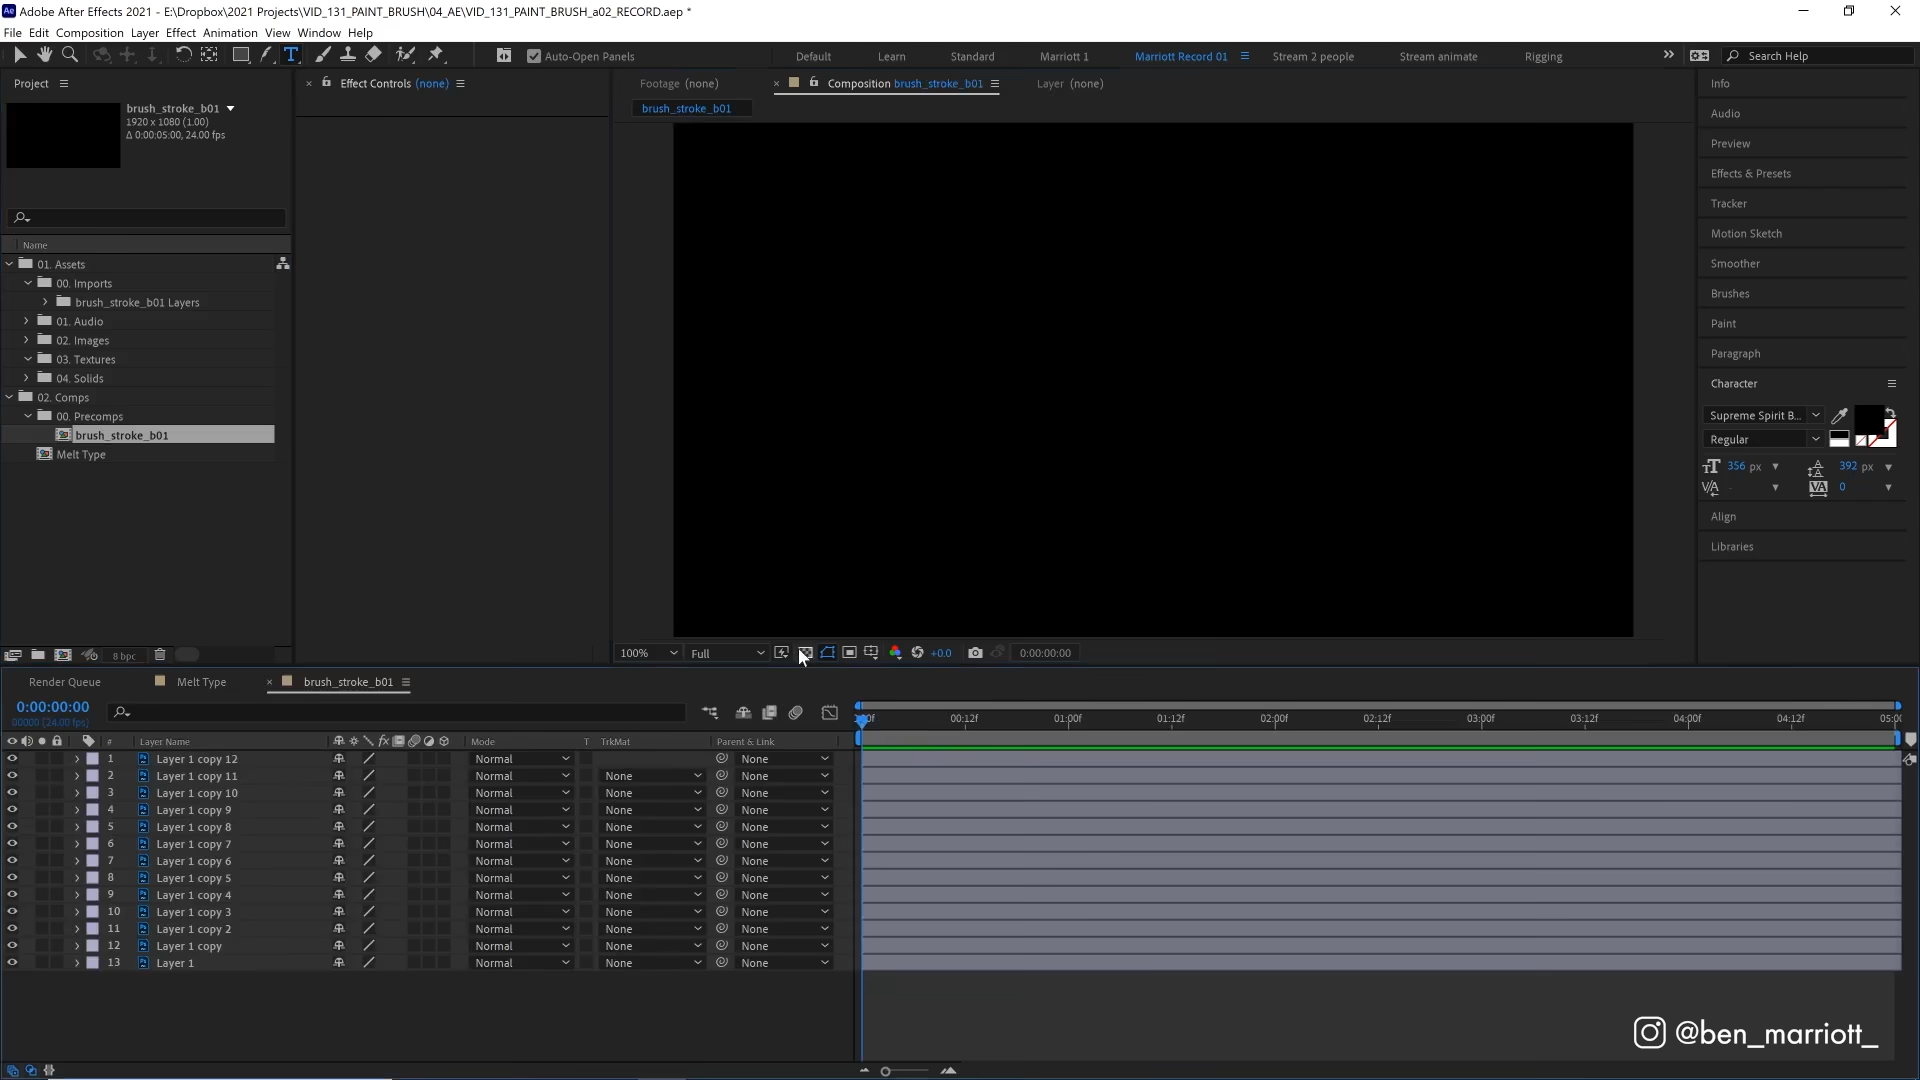 Adobe After Effects 2021 - E:\Dropbox\2021 Projects\VID_131_PAINT_BRUSH\04_AE\VID_131_PAINT_BRUSH_a02_RECORD.aep *
File Edit Composition Layer Effect Animation View Window Help
Auto-Open Panels Default Learn Standard Marriott 1 Marriott Record 01 Stream 2 people Stream animate Rigging Search Help
Project Effect Controls (none) Footage (none) Composition brush_stroke_b01 Layer (none) Info
brush_stroke_b01
1920 x 1080 (1.00)
Δ 0:00:05:00, 24.00 fps
brush_stroke_b01
Audio
Preview
Effects & Presets
Tracker
Motion Sketch
Smoother
Brushes
Paint
Paragraph
Character
Supreme Spirit B...
Regular
356 px 392 px
0
Align
Libraries
Name
01. Assets
00. Imports
brush_stroke_b01 Layers
01. Audio
02. Images
03. Textures
04. Solids
02. Comps
00. Precomps
brush_stroke_b01
Melt Type
8 bpc
100% Full +0.0 0:00:00:00
Render Queue Melt Type brush_stroke_b01
0:00:00:00
00000 (24.00 fps)
00:12f 01:00f 01:12f 02:00f 02:12f 03:00f 03:12f 04:00f 04:12f
# Layer Name Mode T TrkMat Parent & Link
1 Layer 1 copy 12 Normal None
2 Layer 1 copy 11 Normal None None
3 Layer 1 copy 10 Normal None None
4 Layer 1 copy 9 Normal None None
5 Layer 1 copy 8 Normal None None
6 Layer 1 copy 7 Normal None None
7 Layer 1 copy 6 Normal None None
8 Layer 1 copy 5 Normal None None
9 Layer 1 copy 4 Normal None None
10 Layer 1 copy 3 Normal None None
11 Layer 1 copy 2 Normal None None
12 Layer 1 copy Normal None None
13 Layer 1 Normal None None
@ben_marriott_